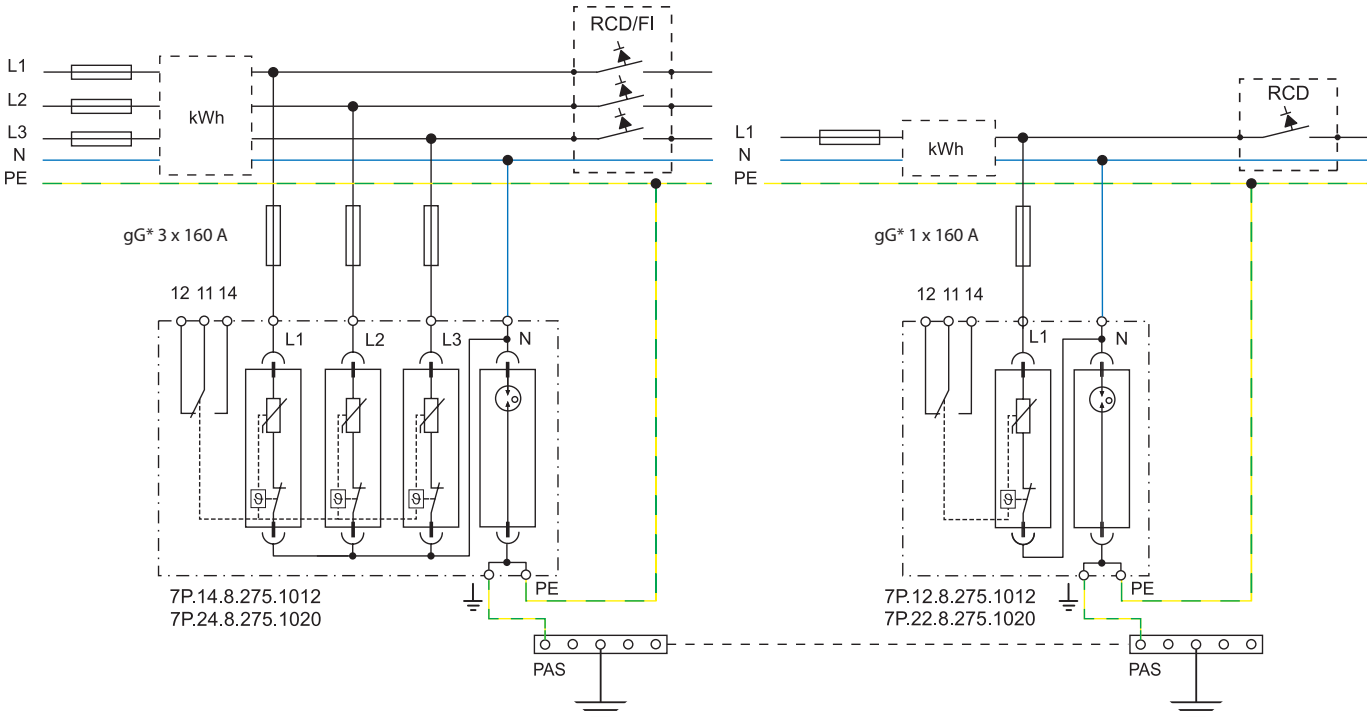 RCD/FI
L1
L2
L3
N
PE
kWh
gG* 3 x 160 A
12 11 14
L1
L2
L3
N
ϑ
ϑ
ϑ
PE
7P.14.8.275.1012
7P.24.8.275.1020
PAS
RCD
L1
N
PE
kWh
gG* 1 x 160 A
12 11 14
L1
N
ϑ
PE
7P.12.8.275.1012
7P.22.8.275.1020
PAS